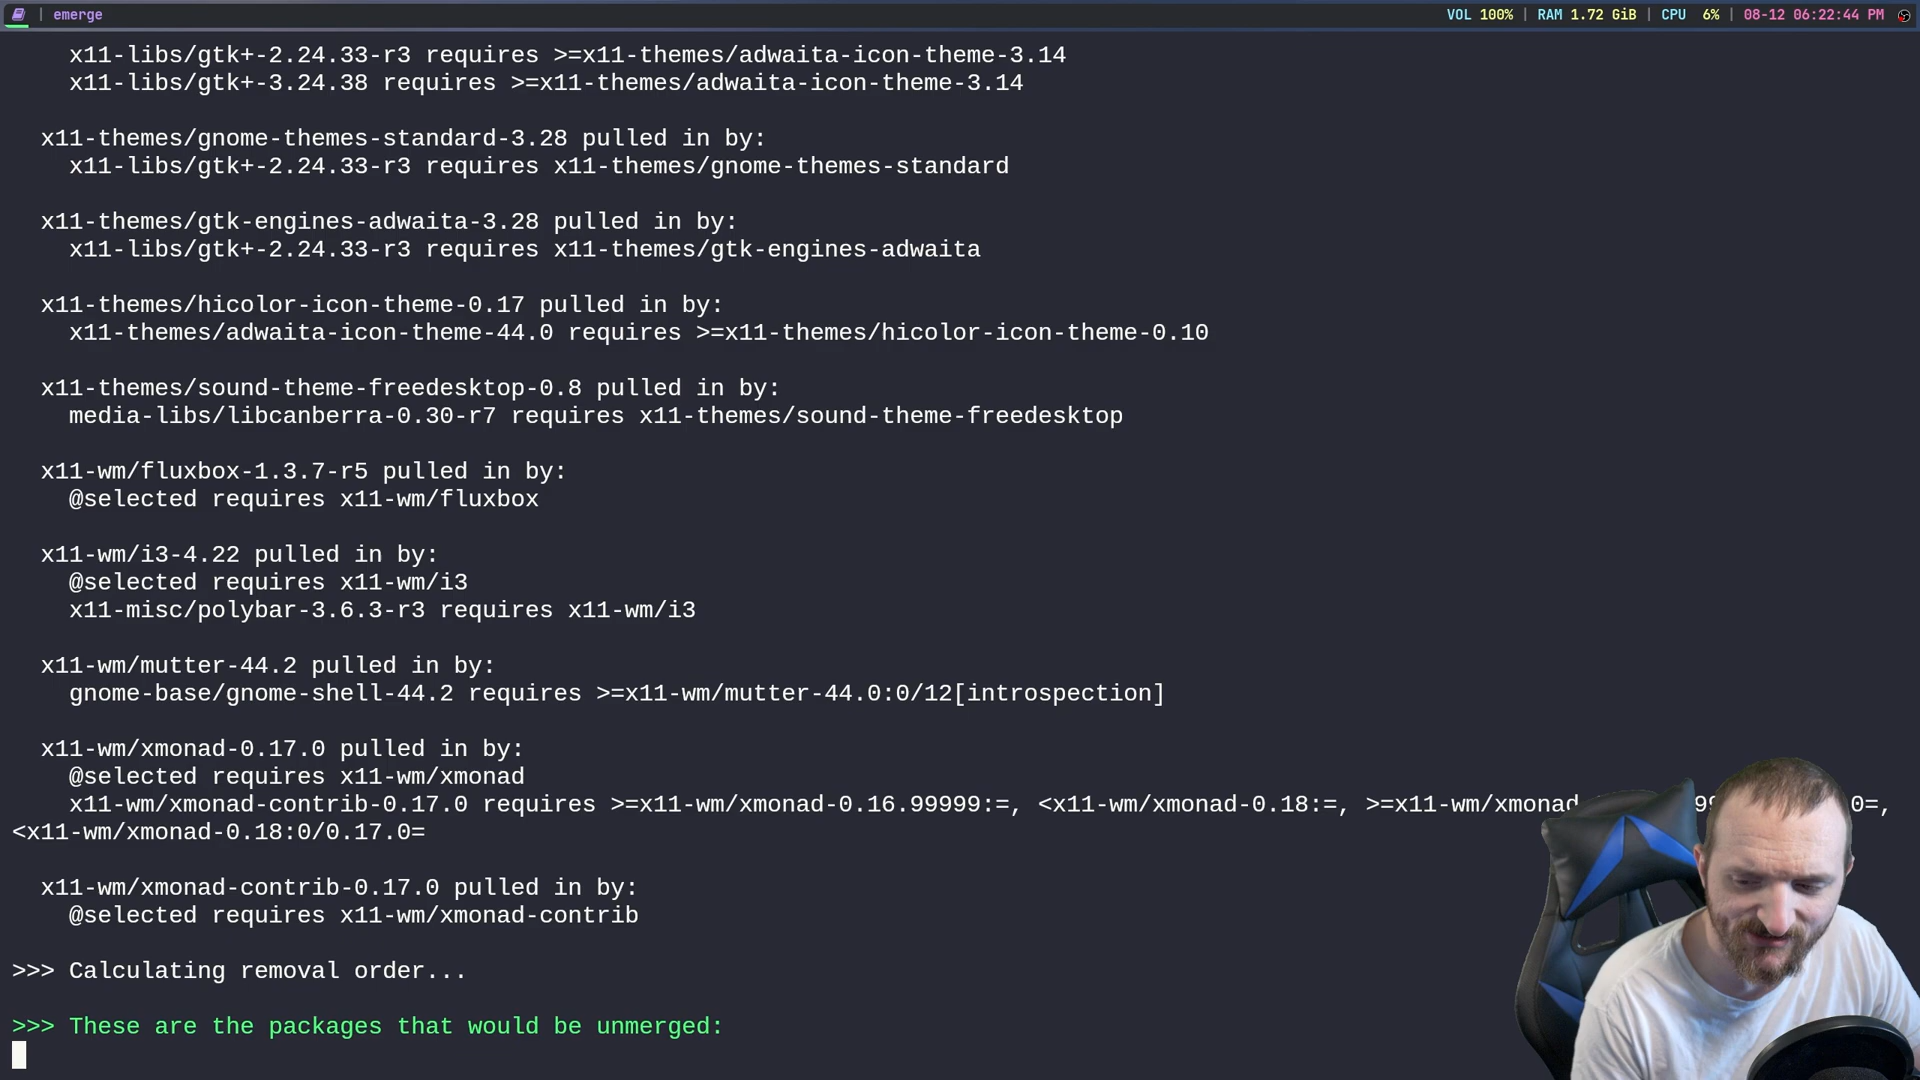 | emerge
VOL 100% | RAM 1.72 GiB | CPU 6% | 08-12 06:22:44 PM
x11-libs/gtk+-2.24.33-r3 requires >=x11-themes/adwaita-icon-theme-3.14
x11-libs/gtk+-3.24.38 requires >=x11-themes/adwaita-icon-theme-3.14
x11-themes/gnome-themes-standard-3.28 pulled in by:
x11-libs/gtk+-2.24.33-r3 requires x11-themes/gnome-themes-standard
x11-themes/gtk-engines-adwaita-3.28 pulled in by:
x11-libs/gtk+-2.24.33-r3 requires x11-themes/gtk-engines-adwaita
x11-themes/hicolor-icon-theme-0.17 pulled in by:
x11-themes/adwaita-icon-theme-44.0 requires >=x11-themes/hicolor-icon-theme-0.10
x11-themes/sound-theme-freedesktop-0.8 pulled in by:
media-libs/libcanberra-0.30-r7 requires x11-themes/sound-theme-freedesktop
x11-wm/fluxbox-1.3.7-r5 pulled in by:
@selected requires x11-wm/fluxbox
x11-wm/i3-4.22 pulled in by:
@selected requires x11-wm/i3
x11-misc/polybar-3.6.3-r3 requires x11-wm/i3
x11-wm/mutter-44.2 pulled in by:
gnome-base/gnome-shell-44.2 requires >=x11-wm/mutter-44.0:0/12[introspection]
x11-wm/xmonad-0.17.0 pulled in by:
@selected requires x11-wm/xmonad
x11-wm/xmonad-contrib-0.17.0 requires >=x11-wm/xmonad-0.16.99999:=, <x11-wm/xmonad-0.18:=, >=x11-wm/xmonad
<x11-wm/xmonad-0.18:0/0.17.0=
x11-wm/xmonad-contrib-0.17.0 pulled in by:
@selected requires x11-wm/xmonad-contrib
>>> Calculating removal order...
>>> These are the packages that would be unmerged: